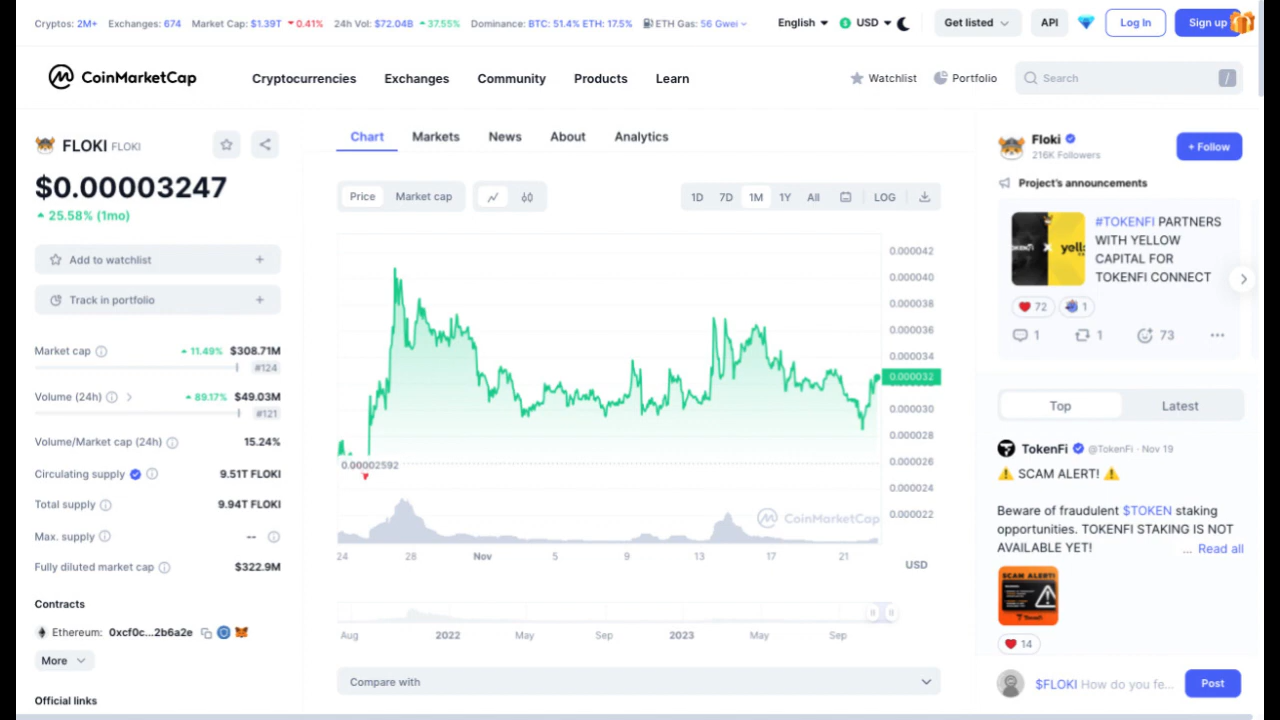 Cryptos: 2M+ Exchanges: 674 Market Cap: $1.39T 0.41% 24h Vol: $72.04B 37.55% Dominance: BTC: 51.4% ETH: 17.5% ETH Gas: 56 Gwei English USD Get listed API Log In Sign up
CoinMarketCap Cryptocurrencies Exchanges Community Products Learn Watchlist Portfolio Search /
FLOKI FLOKI
$0.00003247
25.58% (1mo)
Add to watchlist +
Track in portfolio +
Market cap 11.49% $308.71M
#124
Volume (24h) 89.17% $49.03M
#121
Volume/Market cap (24h) 15.24%
Circulating supply 9.51T FLOKI
Total supply 9.94T FLOKI
Max. supply --
Fully diluted market cap $322.9M
Contracts
Ethereum: 0xcf0c...2b6a2e
More
Official links
Chart Markets News About Analytics
Price Market cap 1D 7D 1M 1Y All LOG
0.000042
0.000040
0.000038
0.000036
0.000034
0.000032
0.000030
0.000028
0.000026
0.000024
0.000022
0.00002592
CoinMarketCap
24 28 Nov 5 9 13 17 21
USD
Aug 2022 May Sep 2023 May Sep
Compare with
Floki
216K Followers
+ Follow
Project's announcements
#TOKENFI PARTNERS
WITH YELLOW
CAPITAL FOR
TOKENFI CONNECT
72 1
1 1 73 ...
Top Latest
TokenFi @TokenFi · Nov 19
SCAM ALERT!
Beware of fraudulent $TOKEN staking
opportunities. TOKENFI STAKING IS NOT
AVAILABLE YET! ... Read all
SCAM ALERT!
14
$FLOKI How do you fe... Post